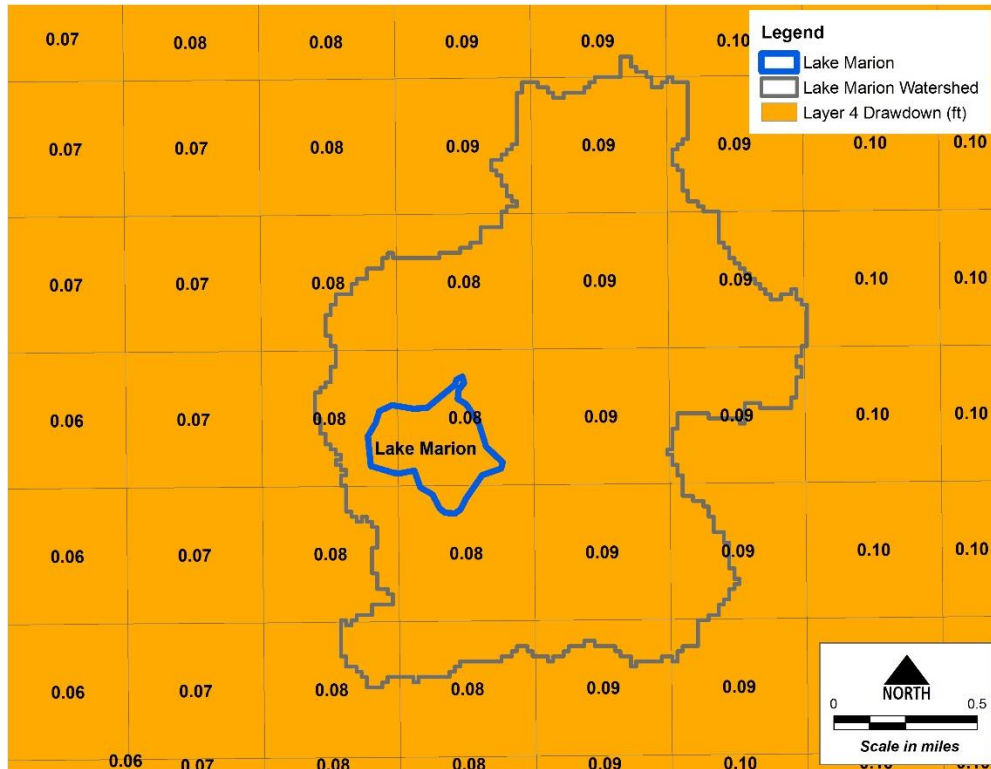 0.07 0.08 0.08 0.09 0.09 0.10
Legend
Lake Marion
Lake Marion Watershed
Layer 4 Drawdown (ft)
0.07 0.07 0.08 0.09 0.09 0.09 0.10 0.10
0.07 0.07 0.08 0.08 0.09 0.09 0.10 0.10
0.06 0.07 0.08 0.08 0.09 0.09 0.10 0.10
Lake Marion
0.06 0.07 0.08 0.08 0.09 0.09 0.10 0.10
0.06 0.07 0.08 0.08 0.09 0.09
NORTH
0 0.5
Scale in miles
0.06 0.07 0.08 0.08 0.09 0.10 0.10 0.10